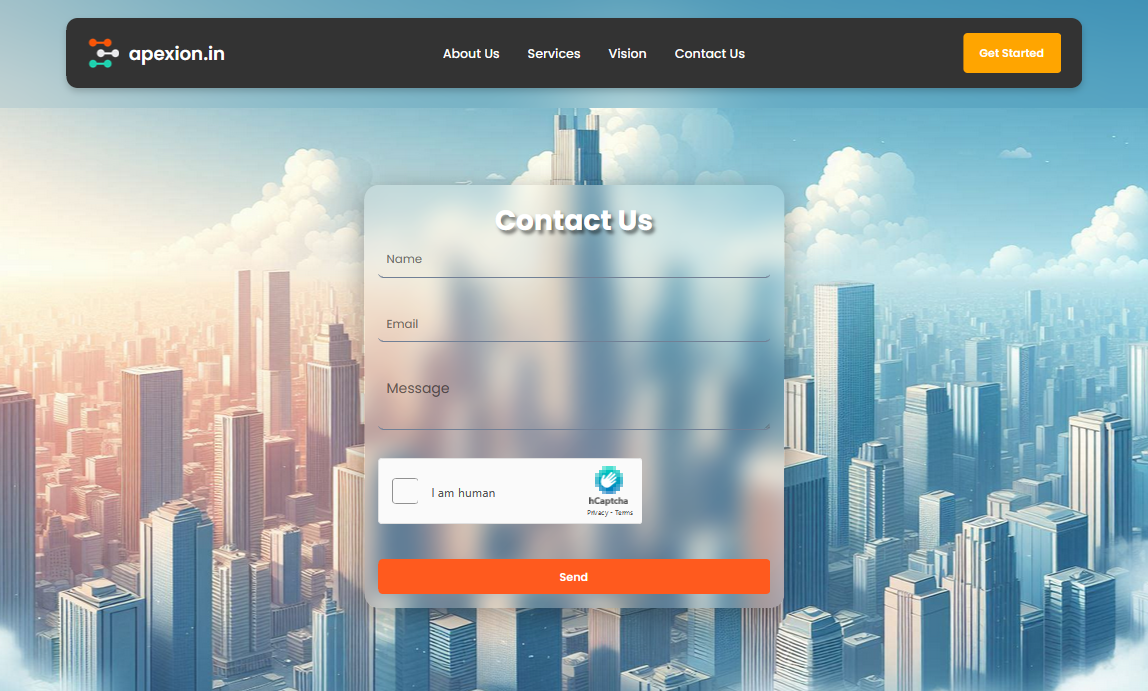 apexion.in
About Us
Services
Vision
Contact Us
Get Started
Contact Us
Name
Email
Message
I am human
hCaptcha
Privacy - Terms
Send